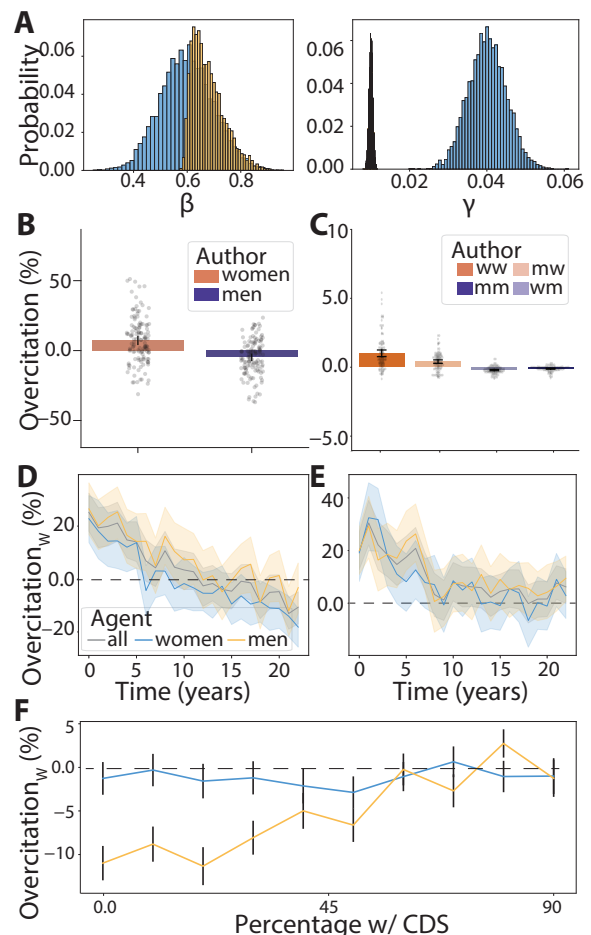 A
Probability
0.06
0.04
0.02
0.00
0.4
0.6
0.8
β
0.06
0.04
0.02
0.00
0.02
0.04
0.06
γ
B
Overcitation (%)
50
0.0
−50
Author
women
men
C
10
5.0
0.0
−5.0
Author
ww mw
mm wm
D
Overcitation_W (%)
20
0.0
−20
Agent
all women men
0 5 10 15 20
Time (years)
E
40
20
0.0
0 5 10 15 20
Time (years)
F
Overcitation_W (%)
5
0.0
−5
−10
0.0 45 90
Percentage w/ CDS